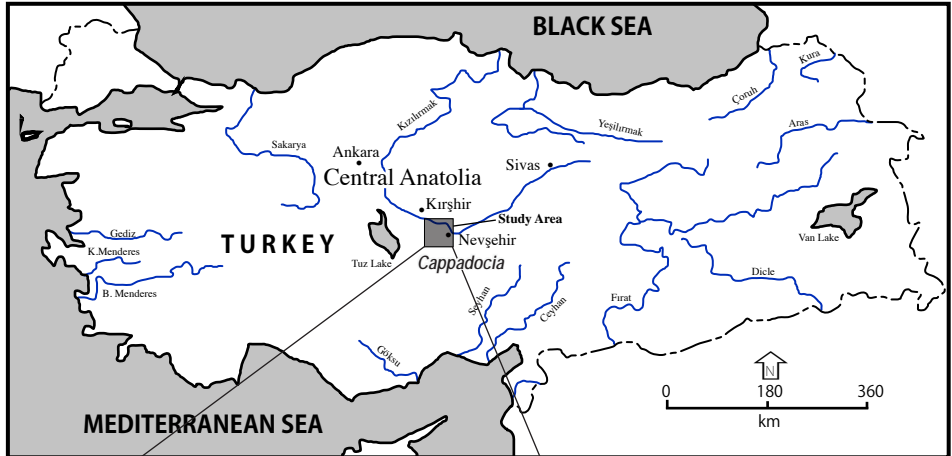 BLACK SEA
Kura
Çoruh
Kızılırmak
Aras
Yeşilırmak
Sakarya
Ankara
Sivas
Central Anatolia
Kırşhir
Study Area
Gediz
TURKEY
Nevşehir
Van Lake
K.Menderes
Tuz Lake
Cappadocia
Dicle
B. Menderes
Seyhan
Ceyhan
Fırat
Göksu
N
0 180 360
km
MEDITERRANEAN SEA